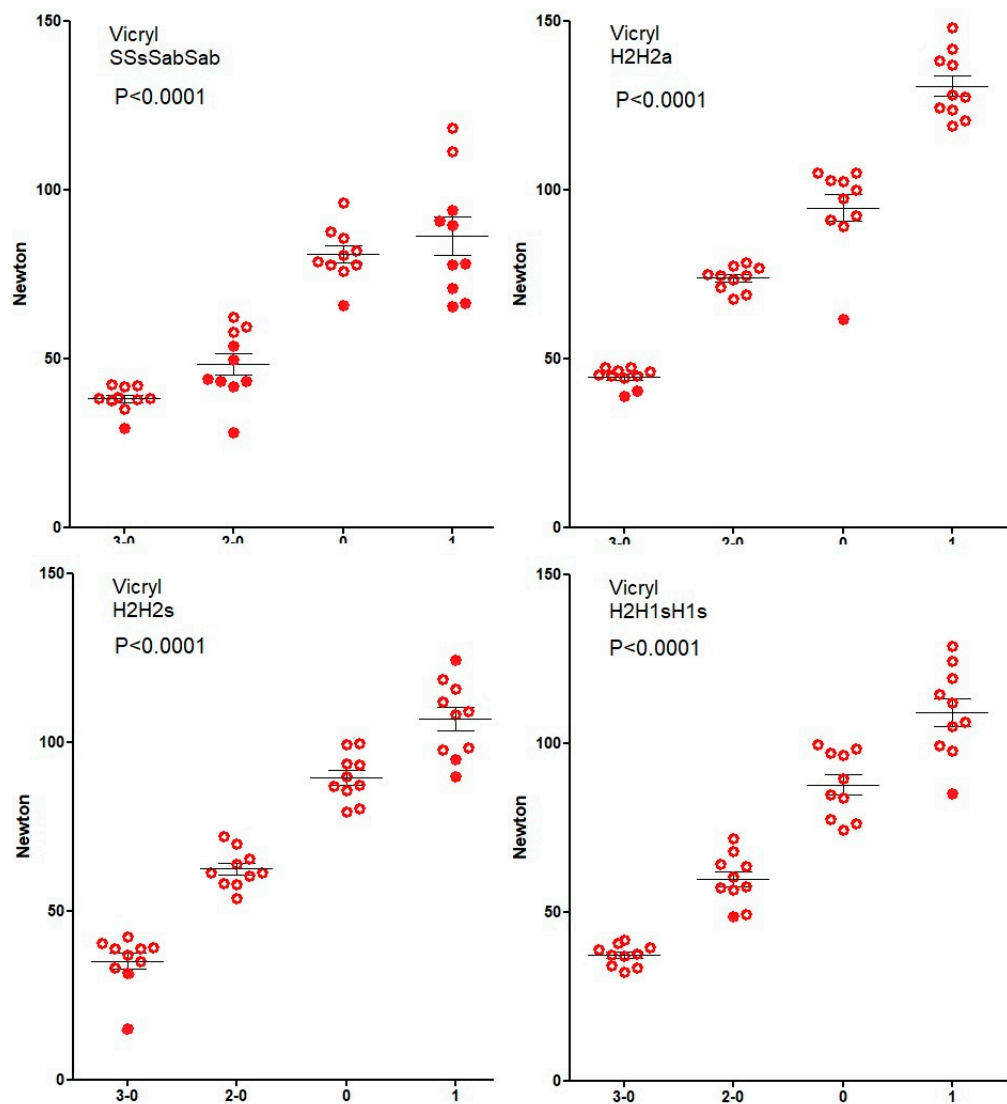 150
100
50
0
Newton
Vicryl
SSsSabSab
P<0.0001
3-0 2-0 0 1
150
100
50
0
Newton
Vicryl
H2H2a
P<0.0001
3-0 2-0 0 1
150
100
50
0
Newton
Vicryl
H2H2s
P<0.0001
3-0 2-0 0 1
150
100
50
0
Newton
Vicryl
H2H1sH1s
P<0.0001
3-0 2-0 0 1